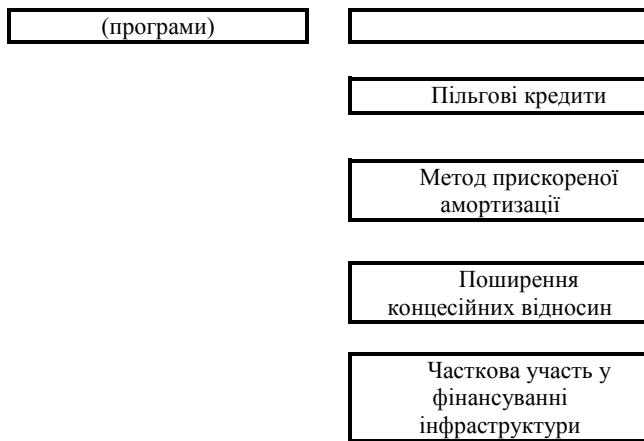 (програми)
Пільгові кредити
Метод прискореної
амортизації
Поширення
концесійних відносин
Часткова участь у
фінансуванні
інфраструктури